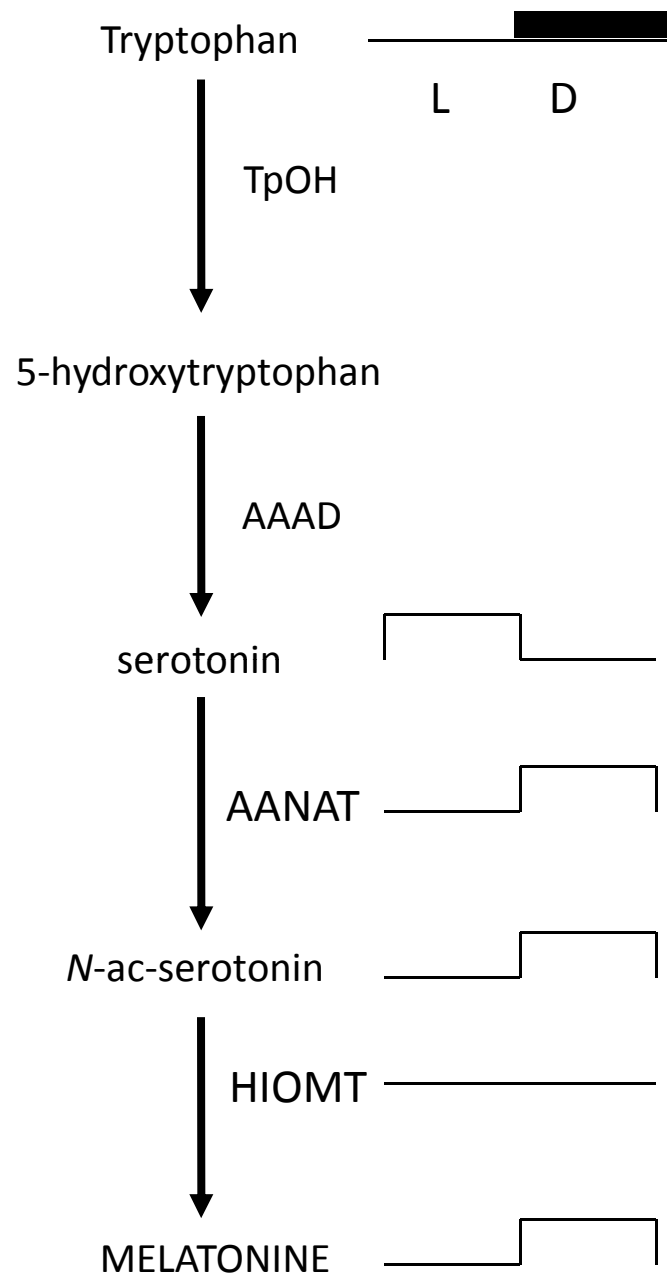 Tryptophan
L D
TpOH
5-hydroxytryptophan
AAAD
serotonin
AANAT
N-ac-serotonin
HIOMT
MELATONINE